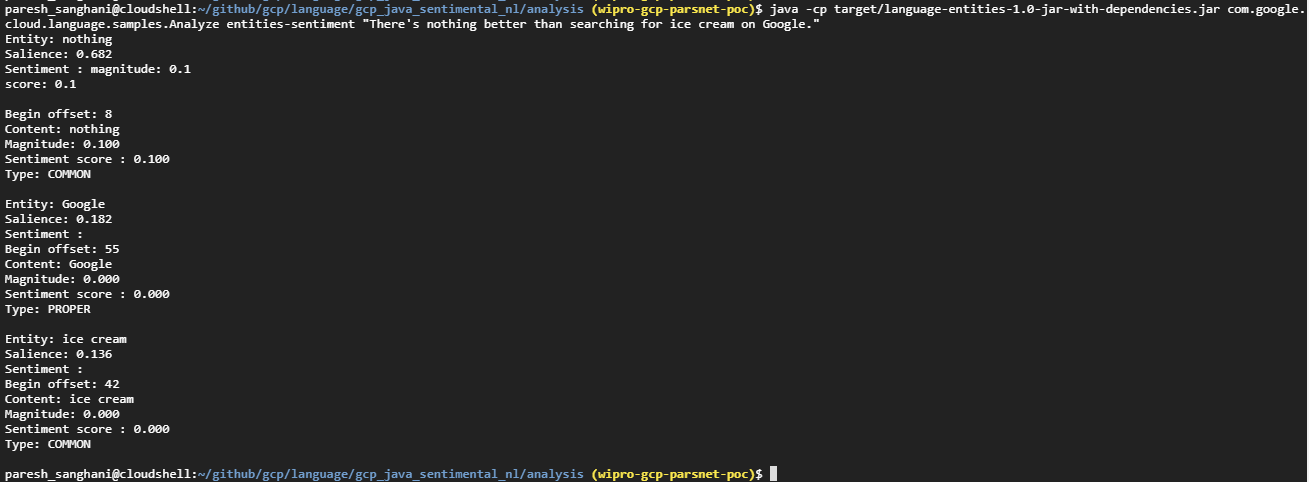 paresh_sanghani@cloudshell:~/github/gcp/language/gcp_java_sentimental_nl/analysis (wipro-gcp-parsnet-poc)$ java -cp target/language-entities-1.0-jar-with-dependencies.jar com.google.
cloud.language.samples.Analyze entities-sentiment "There's nothing better than searching for ice cream on Google."
Entity: nothing
Salience: 0.682
Sentiment : magnitude: 0.1
score: 0.1
Begin offset: 8
Content: nothing
Magnitude: 0.100
Sentiment score : 0.100
Type: COMMON
Entity: Google
Salience: 0.182
Sentiment :
Begin offset: 55
Content: Google
Magnitude: 0.000
Sentiment score : 0.000
Type: PROPER
Entity: ice cream
Salience: 0.136
Sentiment :
Begin offset: 42
Content: ice cream
Magnitude: 0.000
Sentiment score : 0.000
Type: COMMON
paresh_sanghani@cloudshell:~/github/gcp/language/gcp_java_sentimental_nl/analysis (wipro-gcp-parsnet-poc)$